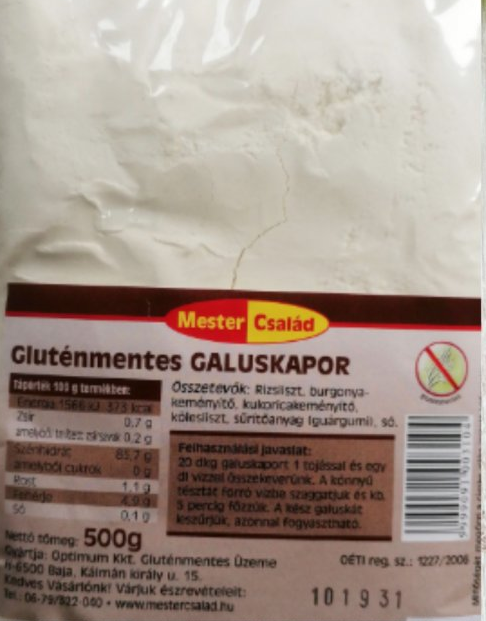 Mester Család
Gluténmentes GALUSKAPOR
Tápérték 100 g termékben:
Energia 1566 kJ 373 kcal
Zsír 0,7 g
amelyből telített zsírsavak 0,2 g
Szénhidrát 85,7 g
amelyből cukrok 0 g
Rost 1,1 g
Fehérje 4,9 g
Só 0,1 g
Összetevők: Rizsliszt, burgonya-
keményítő, kukoricakeményítő,
kölesliszt, sűrítőanyag (guárgumi), só.
Felhasználási javaslat:
20 dkg galuskaport 1 tojással és egy
dl vízzel összekeverünk. A könnyű
tésztát forró vízbe szaggatjuk és kb.
5 percig főzzük. A kész galuskát
leszűrjük, azonnal fogyasztható.
Nettó tömeg: 500g
Gyártja: Optimum Kkt. Gluténmentes Üzeme
H-6500 Baja, Kálmán király u. 15.
Kedves Vásárlónk! Várjuk észrevételeit:
Tel.: 06-79/322-040 • www.mestercsalad.hu
OÉTI reg. sz.: 1227/2006
101931